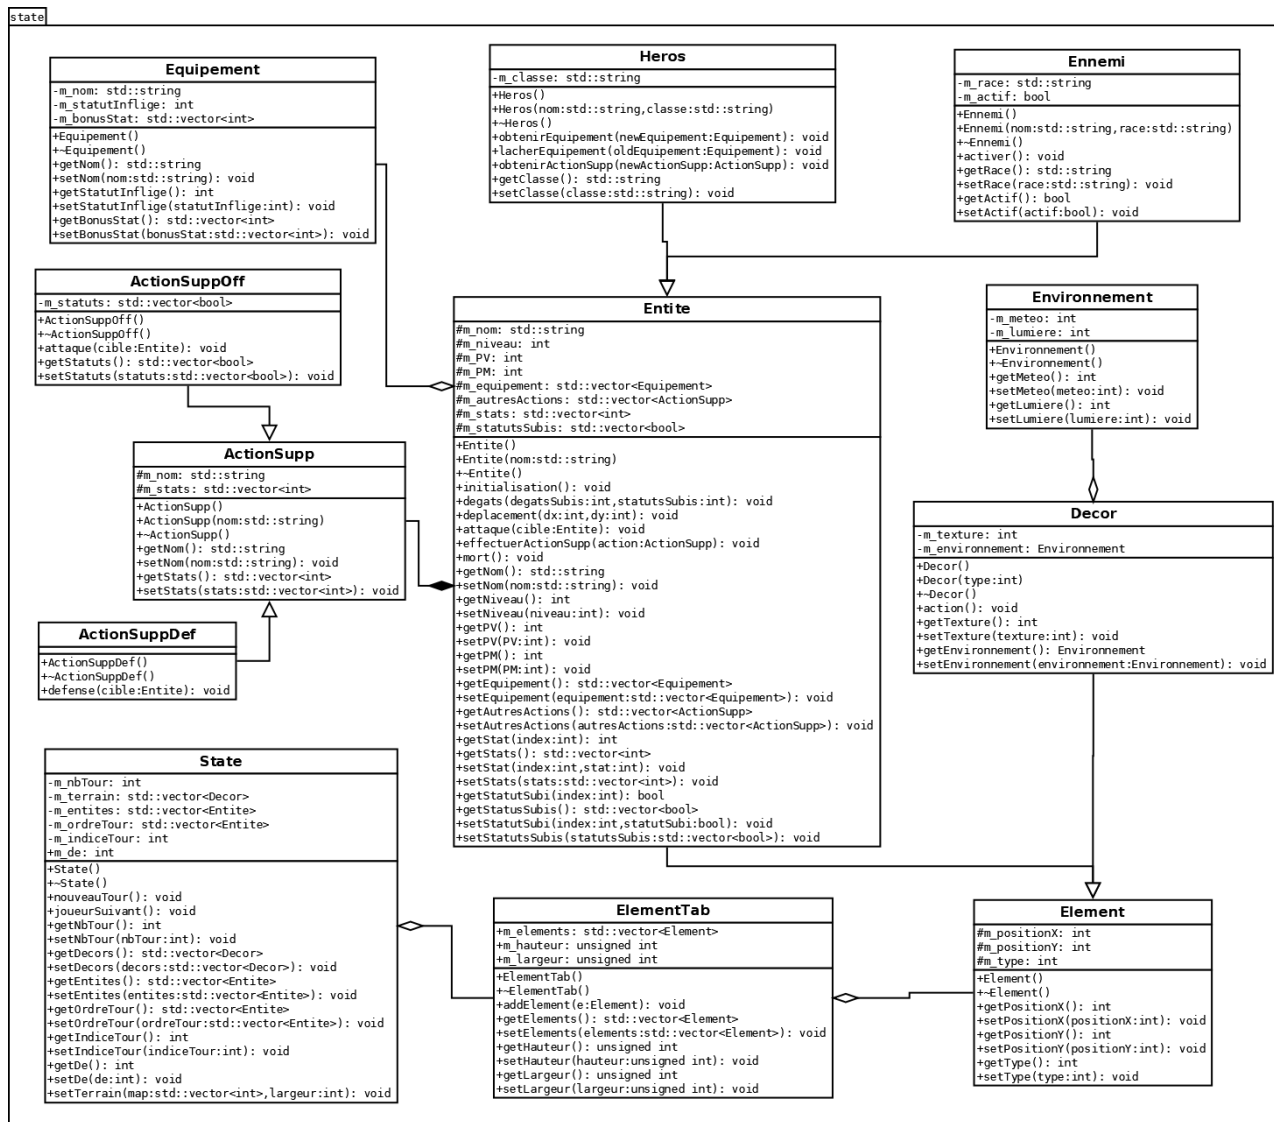 state
Equipement
-m_nom: std::string
-m_statutInflige: int
-m_bonusStat: std::vector<int>
+Equipement()
+~Equipement()
+getNom(): std::string
+setNom(nom:std::string): void
+getStatutInflige(): int
+setStatutInflige(statutInflige:int): void
+getBonusStat(): std::vector<int>
+setBonusStat(bonusStat:std::vector<int>): void
Heros
-m_classe: std::string
+Heros()
+Heros(nom:std::string,classe:std::string)
+~Heros()
+obtenirEquipement(newEquipement:Equipement): void
+lacherEquipement(oldEquipement:Equipement): void
+obtenirActionSupp(newActionSupp:ActionSupp): void
+getClasse(): std::string
+setClasse(classe:std::string): void
Ennemi
-m_race: std::string
-m_actif: bool
+Ennemi()
+Ennemi(nom:std::string,race:std::string)
+~Ennemi()
+activer(): void
+getRace(): std::string
+setRace(race:std::string): void
+getActif(): bool
+setActif(actif:bool): void
ActionSuppOff
-m_statuts: std::vector<bool>
+ActionSuppOff()
+~ActionSuppOff()
+attaque(cible:Entite): void
+getStatuts(): std::vector<bool>
+setStatuts(statuts:std::vector<bool>): void
Entite
#m_nom: std::string
#m_niveau: int
#m_PV: int
#m_PM: int
#m_equipement: std::vector<Equipement>
#m_autresActions: std::vector<ActionSupp>
#m_stats: std::vector<int>
#m_statutsSubis: std::vector<bool>
+Entite()
+Entite(nom:std::string)
+~Entite()
+initialisation(): void
+degats(degatsSubis:int,statutsSubis:int): void
+deplacement(dx:int,dy:int): void
+attaque(cible:Entite): void
+effectuerActionSupp(action:ActionSupp): void
+mort(): void
+getNom(): std::string
+setNom(nom:std::string): void
+getNiveau(): int
+setNiveau(niveau:int): void
+getPV(): int
+setPV(PV:int): void
+getPM(): int
+setPM(PM:int): void
+getEquipement(): std::vector<Equipement>
+setEquipement(equipement:std::vector<Equipement>): void
+getAutresActions(): std::vector<ActionSupp>
+setAutresActions(autresActions:std::vector<ActionSupp>): void
+getStat(index:int): int
+getStats(): std::vector<int>
+setStat(index:int,stat:int): void
+setStats(stats:std::vector<int>): void
+getStatutSubi(index:int): bool
+getStatusSubis(): std::vector<bool>
+setStatutSubi(index:int,statutSubi:bool): void
+setStatutsSubis(statutsSubis:std::vector<bool>): void
Environnement
-m_meteo: int
-m_lumiere: int
+Environnement()
+~Environnement()
+getMeteo(): int
+setMeteo(meteo:int): void
+getLumiere(): int
+setLumiere(lumiere:int): void
ActionSupp
#m_nom: std::string
#m_stats: std::vector<int>
+ActionSupp()
+ActionSupp(nom:std::string)
+~ActionSupp()
+getNom(): std::string
+setNom(nom:std::string): void
+getStats(): std::vector<int>
+setStats(stats:std::vector<int>): void
Decor
-m_texture: int
-m_environnement: Environnement
+Decor()
+Decor(type:int)
+~Decor()
+action(): void
+getTexture(): int
+setTexture(texture:int): void
+getEnvironnement(): Environnement
+setEnvironnement(environnement:Environnement): void
ActionSuppDef
+ActionSuppDef()
+~ActionSuppDef()
+defense(cible:Entite): void
State
-m_nbTour: int
-m_terrain: std::vector<Decor>
-m_entites: std::vector<Entite>
-m_ordreTour: std::vector<Entite>
-m_indiceTour: int
+m_de: int
+State()
+~State()
+nouveauTour(): void
+joueurSuivant(): void
+getNbTour(): int
+setNbTour(nbTour:int): void
+getDecors(): std::vector<Decor>
+setDecors(decors:std::vector<Decor>): void
+getEntites(): std::vector<Entite>
+setEntites(entites:std::vector<Entite>): void
+getOrdreTour(): std::vector<Entite>
+setOrdreTour(ordreTour:std::vector<Entite>): void
+getIndiceTour(): int
+setIndiceTour(indiceTour:int): void
+getDe(): int
+setDe(de:int): void
+setTerrain(map:std::vector<int>,largeur:int): void
ElementTab
+m_elements: std::vector<Element>
+m_hauteur: unsigned int
+m_largeur: unsigned int
+ElementTab()
+~ElementTab()
+addElement(e:Element): void
+getElements(): std::vector<Element>
+setElements(elements:std::vector<Element>): void
+getHauteur(): unsigned int
+setHauteur(hauteur:unsigned int): void
+getLargeur(): unsigned int
+setLargeur(largeur:unsigned int): void
Element
#m_positionX: int
#m_positionY: int
#m_type: int
+Element()
+~Element()
+getPositionX(): int
+setPositionX(positionX:int): void
+getPositionY(): int
+setPositionY(positionY:int): void
+getType(): int
+setType(type:int): void